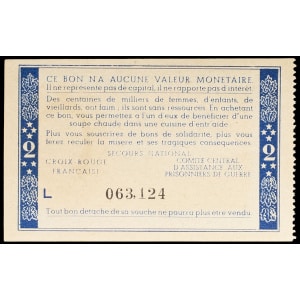 CE BON N'A AUCUNE VALEUR MONETAIRE
Il ne représente pas de capital, il ne rapporte pas d'intérêt.
Des centaines de milliers de femmes, d'enfants, de
vieillards, ont faim, ils sont sans ressources. En achetant
ce bon, vous permettez à l'un d'eux de bénéficier d'une
soupe chaude dans une cuisine d'entr'aide.
Plus vous souscrirez de bons de solidarité, plus vous
ferez reculer la misère et ses tragiques conséquences.
SECOURS NATIONAL
CROIX ROUGE
FRANCAISE
COMITÉ CENTRAL
D'ASSISTANCE AUX
PRISONNIERS DE GUERRE
2
2
L
063,124
Tout bon détaché de sa souche ne pourra plus être vendu.